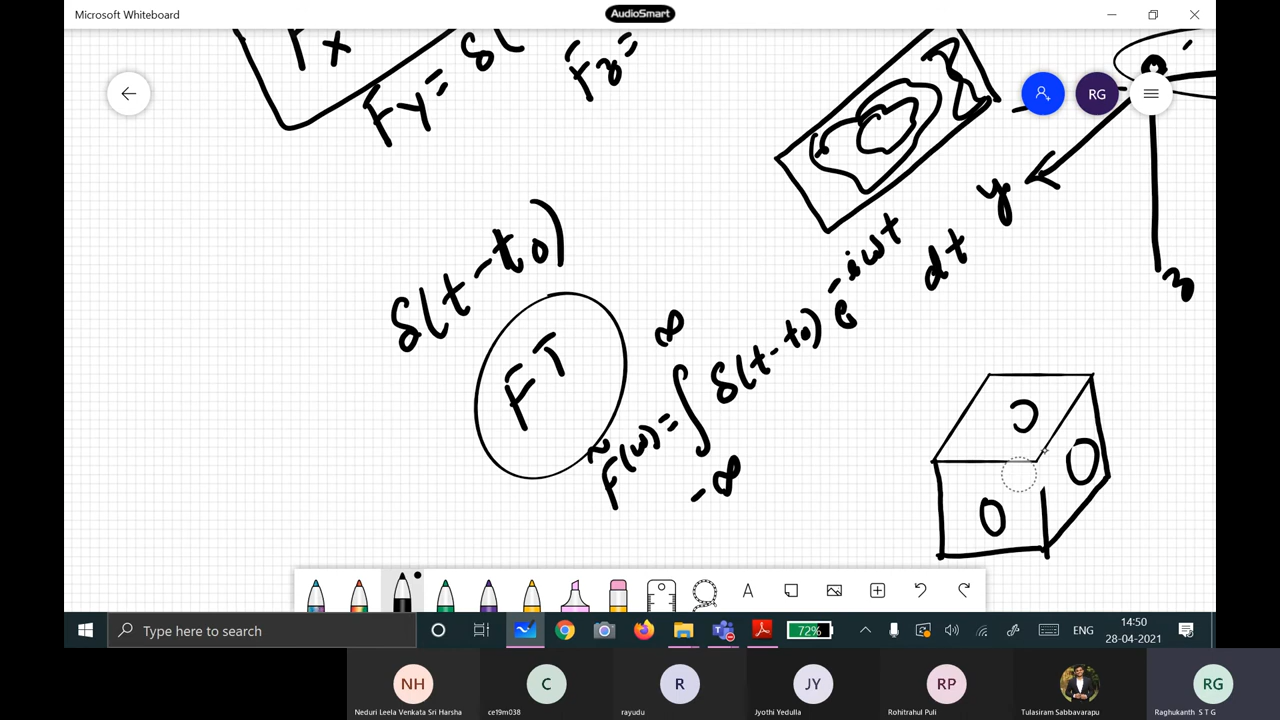 Microsoft Whiteboard
AudioSmart
Fx
Fy= δ(
Fz=
RG
y
z
δ(t-t0)
FT
F̃(ω)= ∫ δ(t-t0) e^-iωt dt
∞
-∞
0
0
A
Type here to search
72%
ENG
14:50
28-04-2021
NH
C
R
JY
RP
RG
Neduri Leela Venkata Sri Harsha
ce19m038
rayudu
Jyothi Yedulla
Rohitrahul Puli
Tulasiram Sabbavarapu
Raghukanth S T G